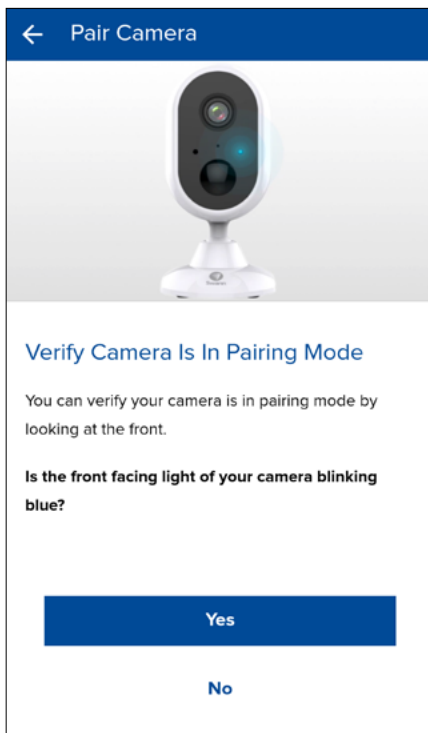 Pair Camera
Verify Camera Is In Pairing Mode
You can verify your camera is in pairing mode by
looking at the front.
Is the front facing light of your camera blinking
blue?
Yes
No